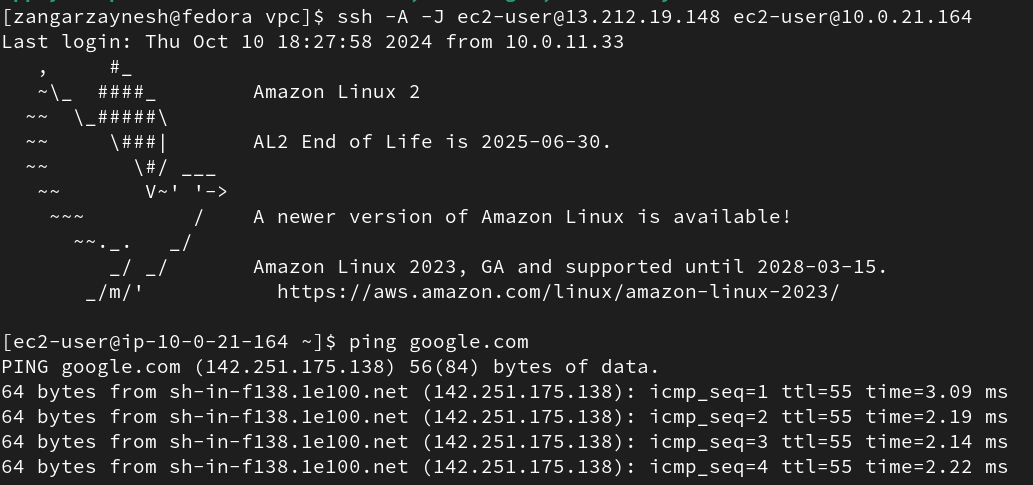 [zangarzaynesh@fedora vpc]$ ssh -A -J ec2-user@13.212.19.148 ec2-user@10.0.21.164
Last login: Thu Oct 10 18:27:58 2024 from 10.0.11.33
   ,     #_
   ~\_  ####_        Amazon Linux 2
  ~~  \_#####\
  ~~     \###|       AL2 End of Life is 2025-06-30.
  ~~       \#/ ___
   ~~       V~' '->
    ~~~         /    A newer version of Amazon Linux is available!
      ~~._.   _/
         _/ _/       Amazon Linux 2023, GA and supported until 2028-03-15.
       _/m/'           https://aws.amazon.com/linux/amazon-linux-2023/
[ec2-user@ip-10-0-21-164 ~]$ ping google.com
PING google.com (142.251.175.138) 56(84) bytes of data.
64 bytes from sh-in-f138.1e100.net (142.251.175.138): icmp_seq=1 ttl=55 time=3.09 ms
64 bytes from sh-in-f138.1e100.net (142.251.175.138): icmp_seq=2 ttl=55 time=2.19 ms
64 bytes from sh-in-f138.1e100.net (142.251.175.138): icmp_seq=3 ttl=55 time=2.14 ms
64 bytes from sh-in-f138.1e100.net (142.251.175.138): icmp_seq=4 ttl=55 time=2.22 ms